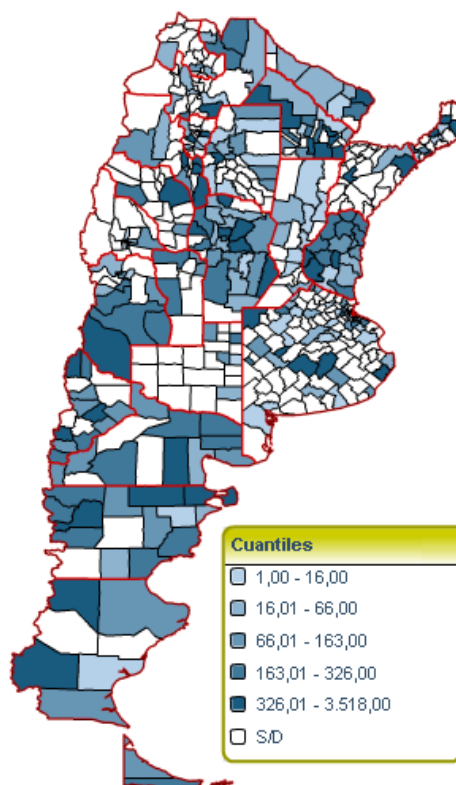 Cuantiles
1,00 - 16,00
16,01 - 66,00
66,01 - 163,00
163,01 - 326,00
326,01 - 3.518,00
S/D